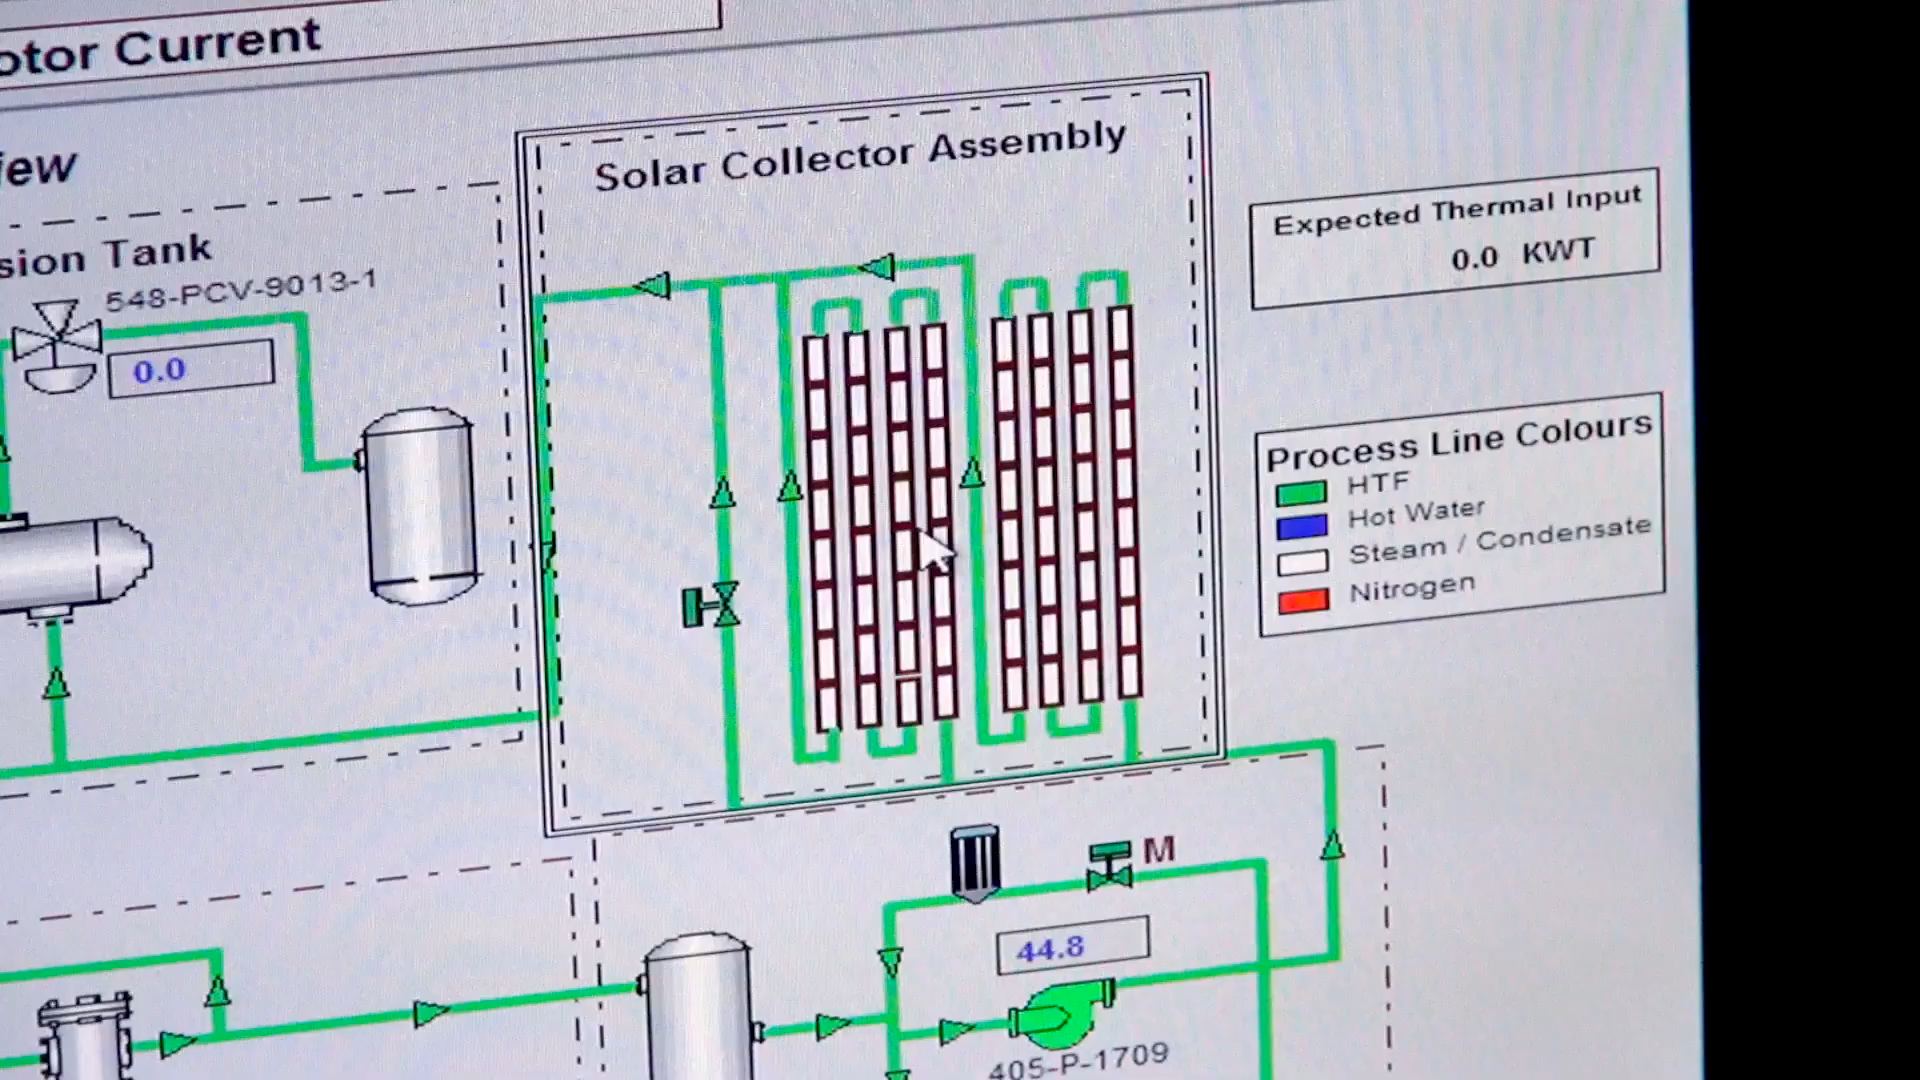 otor Current
iew
Solar Collector Assembly
Expected Thermal Input
0.0 KWT
sion Tank
548-PCV-9013-1
0.0
Process Line Colours
HTF
Hot Water
Steam / Condensate
Nitrogen
M
44.8
405-P-1709